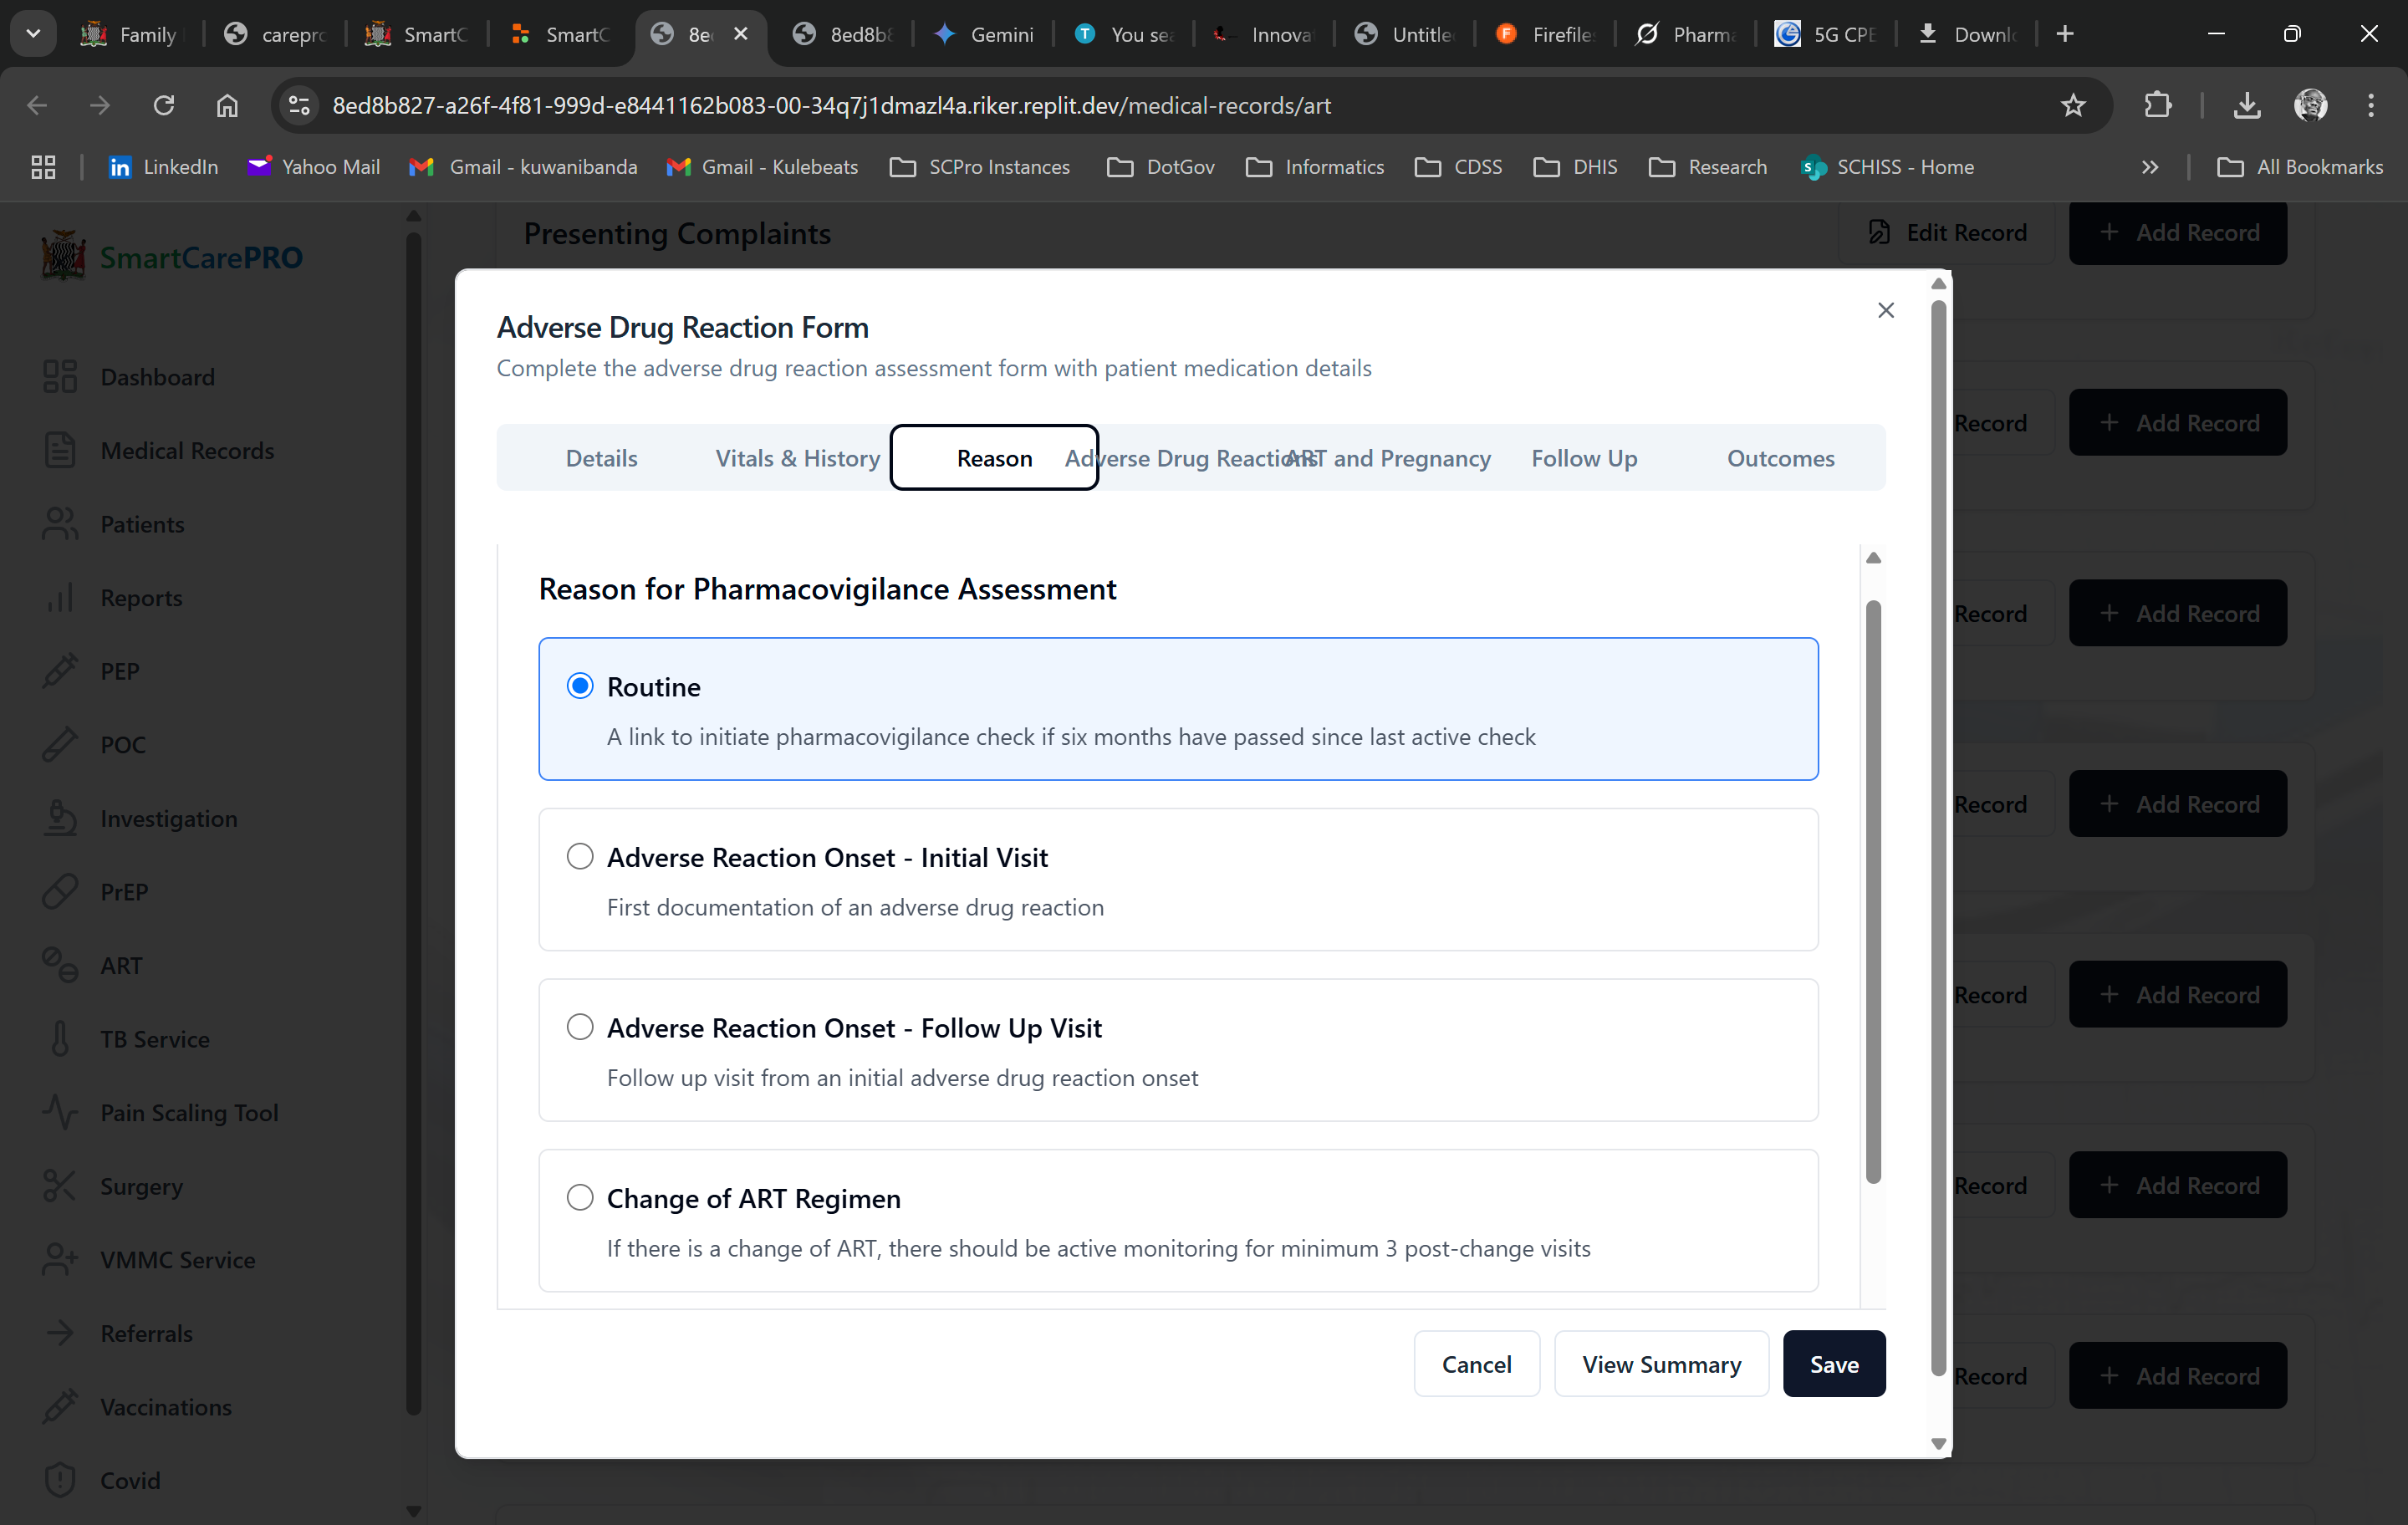 Family
carepro
SmartC
SmartC
8e
8ed8b8
Gemini
You sea
Innova
Untitle
Firefiles
Pharma
5G CPE
Downlo
8ed8b827-a26f-4f81-999d-e8441162b083-00-34q7j1dmazl4a.riker.replit.dev/medical-records/art
LinkedIn
Yahoo Mail
Gmail - kuwanibanda
Gmail - Kulebeats
SCPro Instances
DotGov
Informatics
CDSS
DHIS
Research
SCHISS - Home
All Bookmarks
SmartCarePRO
Dashboard
Medical Records
Patients
Reports
PEP
POC
Investigation
PrEP
ART
TB Service
Pain Scaling Tool
Surgery
VMMC Service
Referrals
Vaccinations
Covid
Presenting Complaints
Edit Record
Add Record
Record
Add Record
Record
Add Record
Record
Add Record
Record
Add Record
Record
Add Record
Record
Add Record
Adverse Drug Reaction Form
Complete the adverse drug reaction assessment form with patient medication details
Details
Vitals & History
Reason
Adverse Drug Reactions
ART and Pregnancy
Follow Up
Outcomes
Reason for Pharmacovigilance Assessment
Routine
A link to initiate pharmacovigilance check if six months have passed since last active check
Adverse Reaction Onset - Initial Visit
First documentation of an adverse drug reaction
Adverse Reaction Onset - Follow Up Visit
Follow up visit from an initial adverse drug reaction onset
Change of ART Regimen
If there is a change of ART, there should be active monitoring for minimum 3 post-change visits
Cancel
View Summary
Save